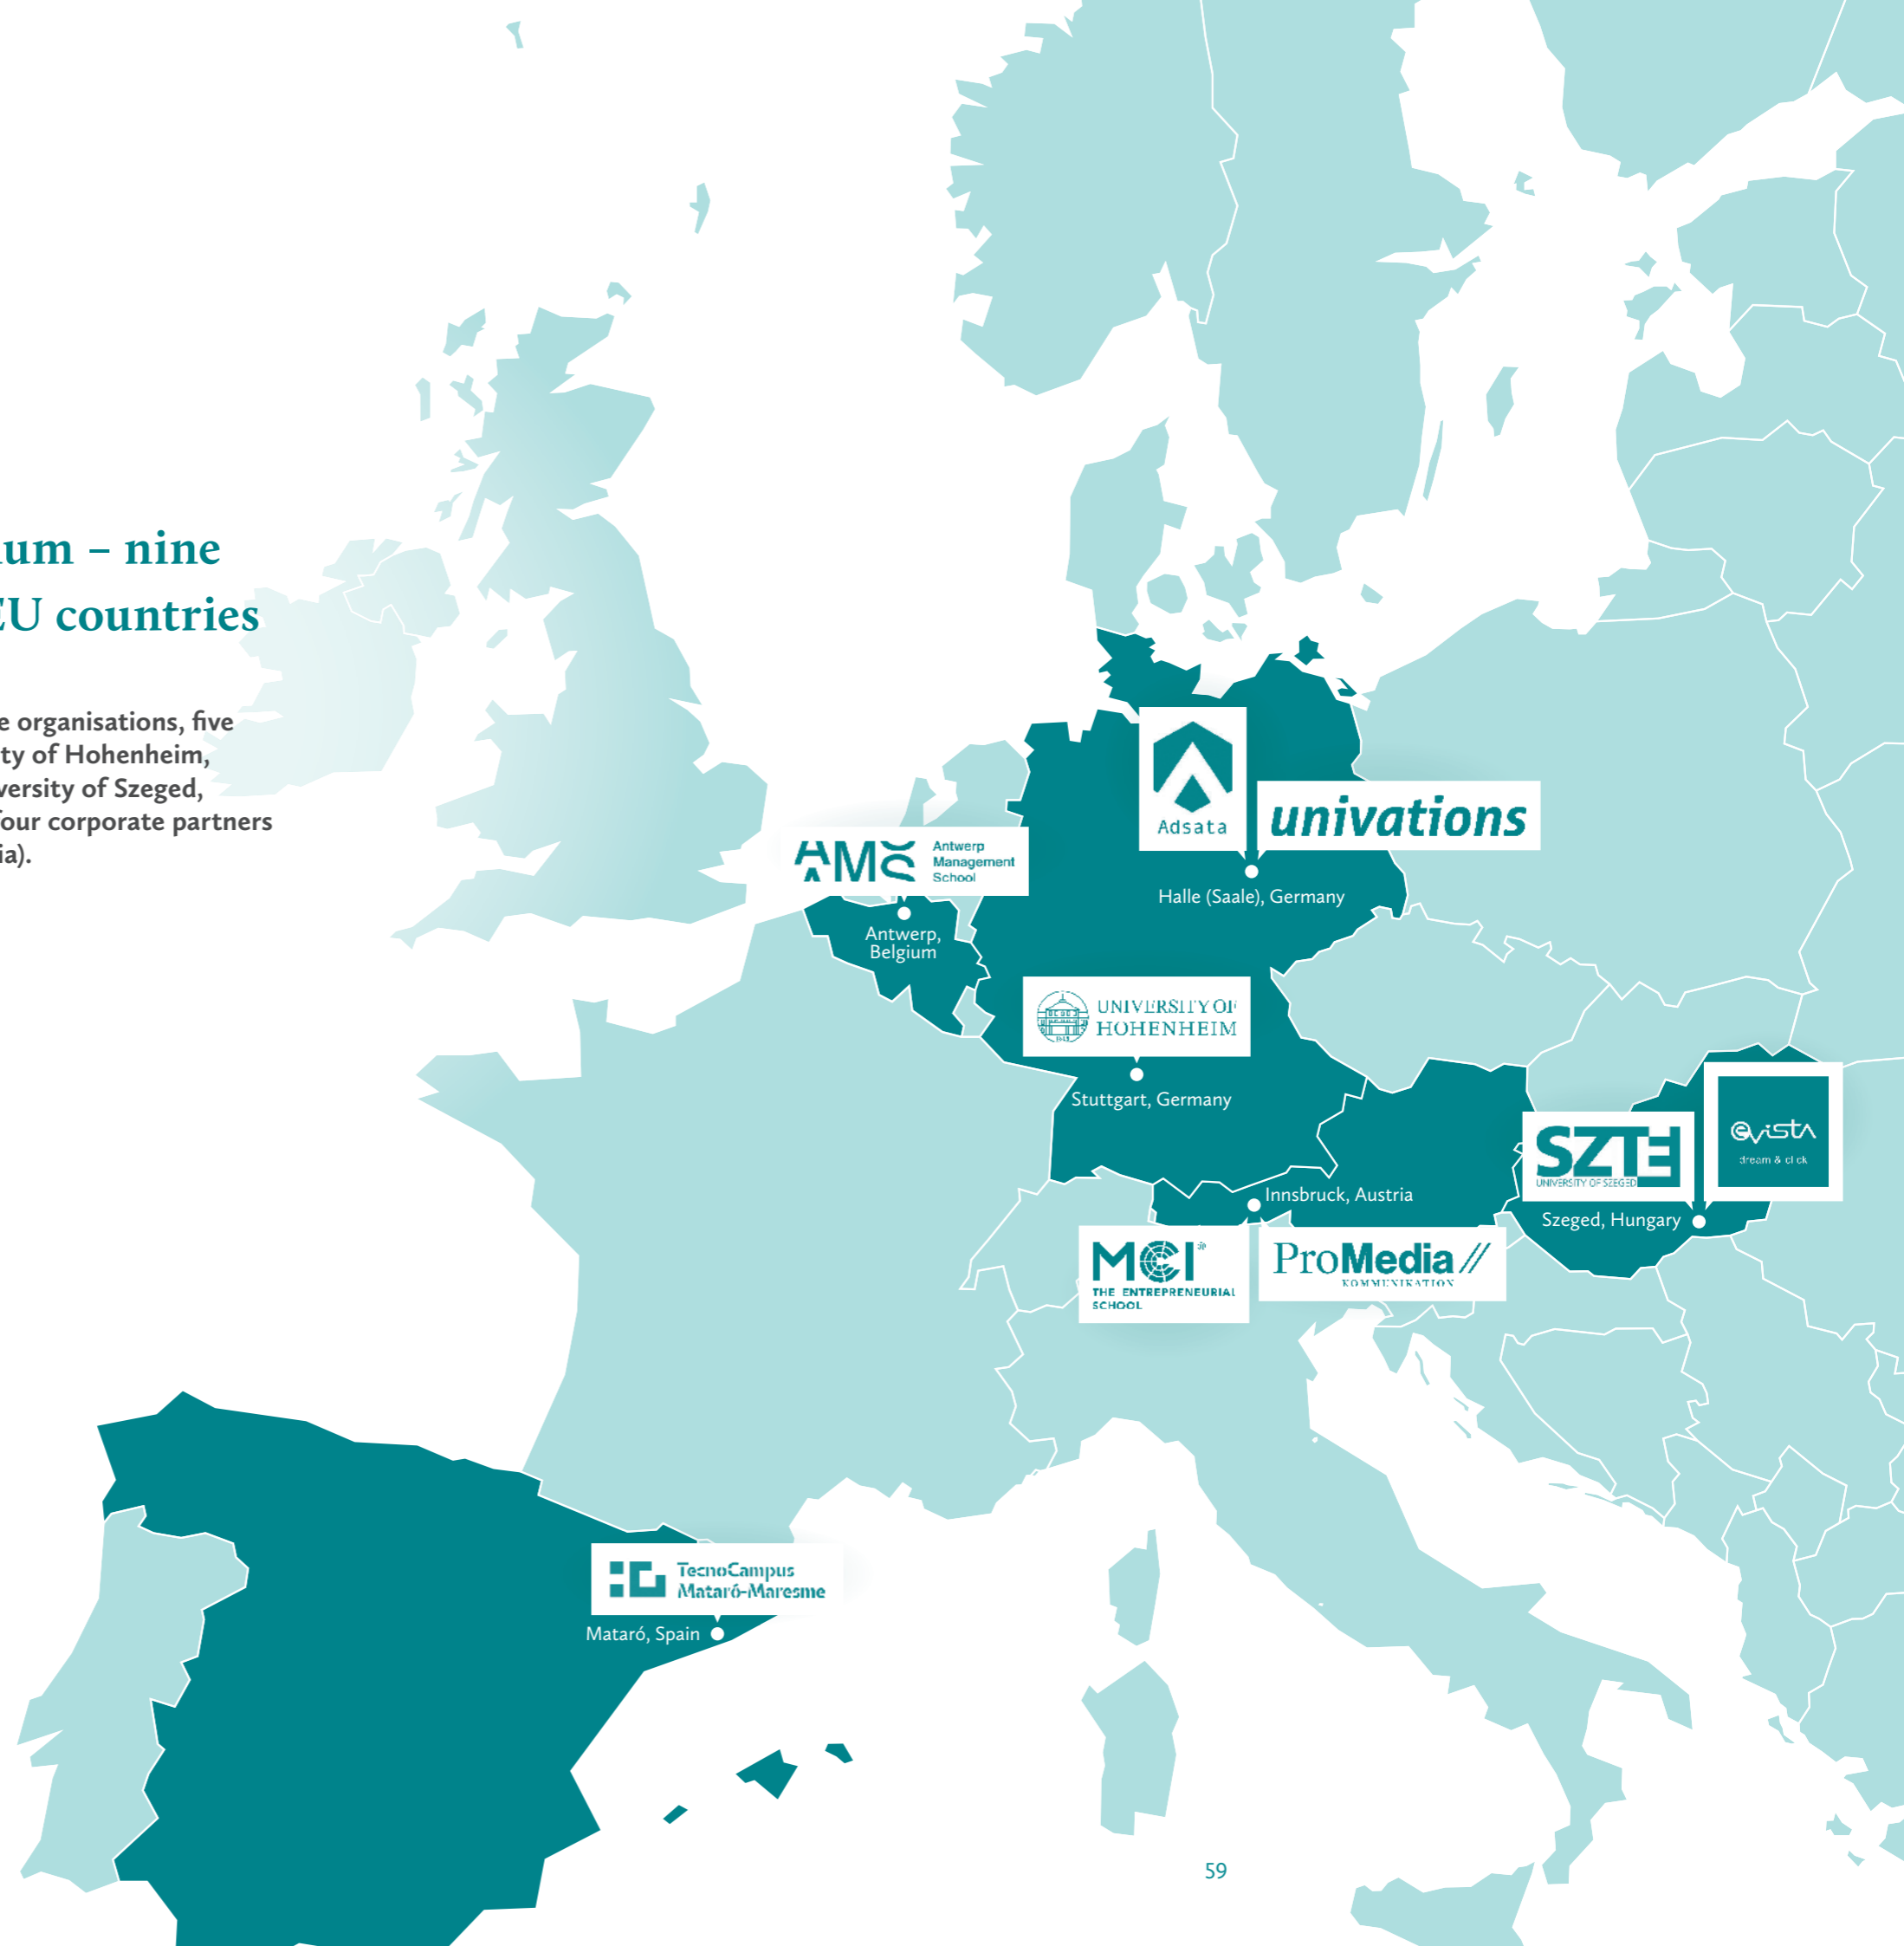 um – nine
EU countries
e organisations, five
ty of Hohenheim,
versity of Szeged,
four corporate partners
ia).
Adsata
univations
Halle (Saale), Germany
AMS
Antwerp
Management
School
Antwerp,
Belgium
UNIVERSITY OF
HOHENHEIM
Stuttgart, Germany
evista
dream & click
SZTE
UNIVERSITY OF SZEGED
Szeged, Hungary
Innsbruck, Austria
MCI
THE ENTREPRENEURIAL
SCHOOL
ProMedia //
KOMMUNIKATION
TecnoCampus
Mataró-Maresme
Mataró, Spain
59